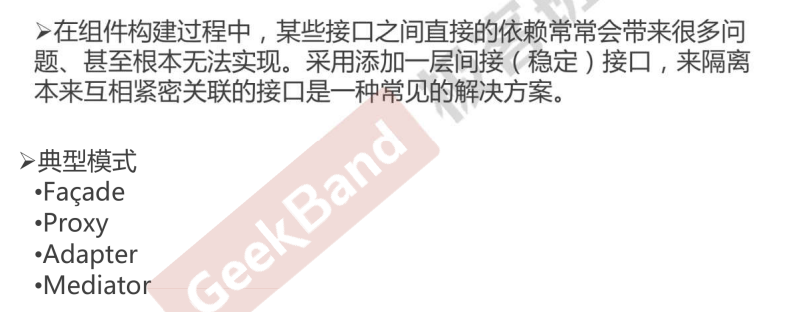 ➢在组件构建过程中，某些接口之间直接的依赖常常会带来很多问
题、甚至根本无法实现。采用添加一层间接（稳定）接口，来隔离
本来互相紧密关联的接口是一种常见的解决方案。
➢典型模式
•Façade
•Proxy
•Adapter
•Mediator
GeekBand